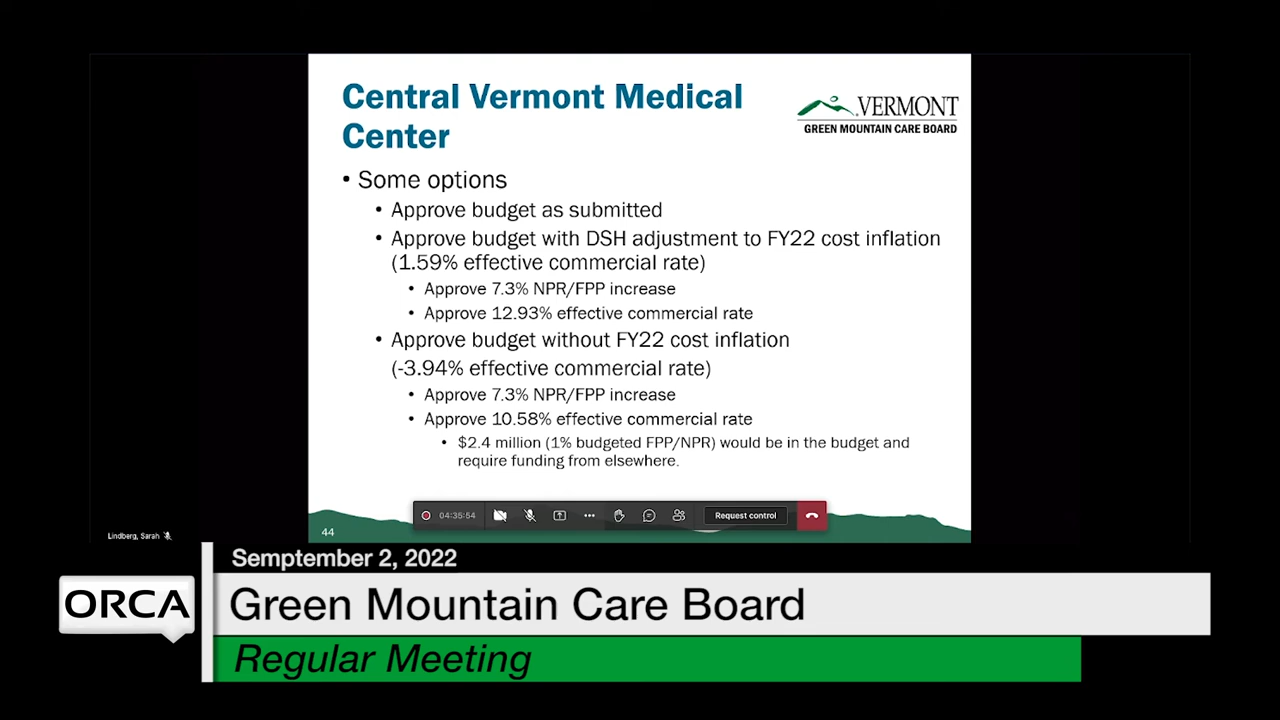 Central Vermont Medical
Center
VERMONT
GREEN MOUNTAIN CARE BOARD
• Some options
• Approve budget as submitted
• Approve budget with DSH adjustment to FY22 cost inflation
(1.59% effective commercial rate)
• Approve 7.3% NPR/FPP increase
• Approve 12.93% effective commercial rate
• Approve budget without FY22 cost inflation
(-3.94% effective commercial rate)
• Approve 7.3% NPR/FPP increase
• Approve 10.58% effective commercial rate
• $2.4 million (1% budgeted FPP/NPR) would be in the budget and
require funding from elsewhere.
04:35:54
Request control
44
Lindberg, Sarah
Semptember 2, 2022
ORCA
Green Mountain Care Board
Regular Meeting